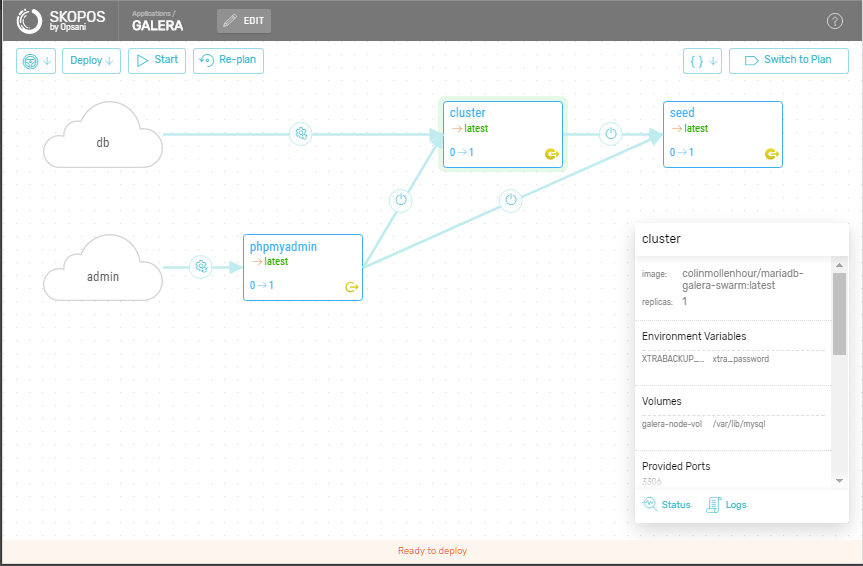 SKOPOS
by Opsani
Applications /
GALERA
EDIT
?
Deploy
Start
Re-plan
{ }
Switch to Plan
db
cluster
latest
0 → 1
seed
latest
0 → 1
admin
phpmyadmin
latest
0 → 1
cluster
image: colinmollenhour/mariadb-
galera-swarm:latest
replicas: 1
Environment Variables
XTRABACKUP_... xtra_password
Volumes
galera-node-vol /var/lib/mysql
Provided Ports
3306
Status Logs
Ready to deploy